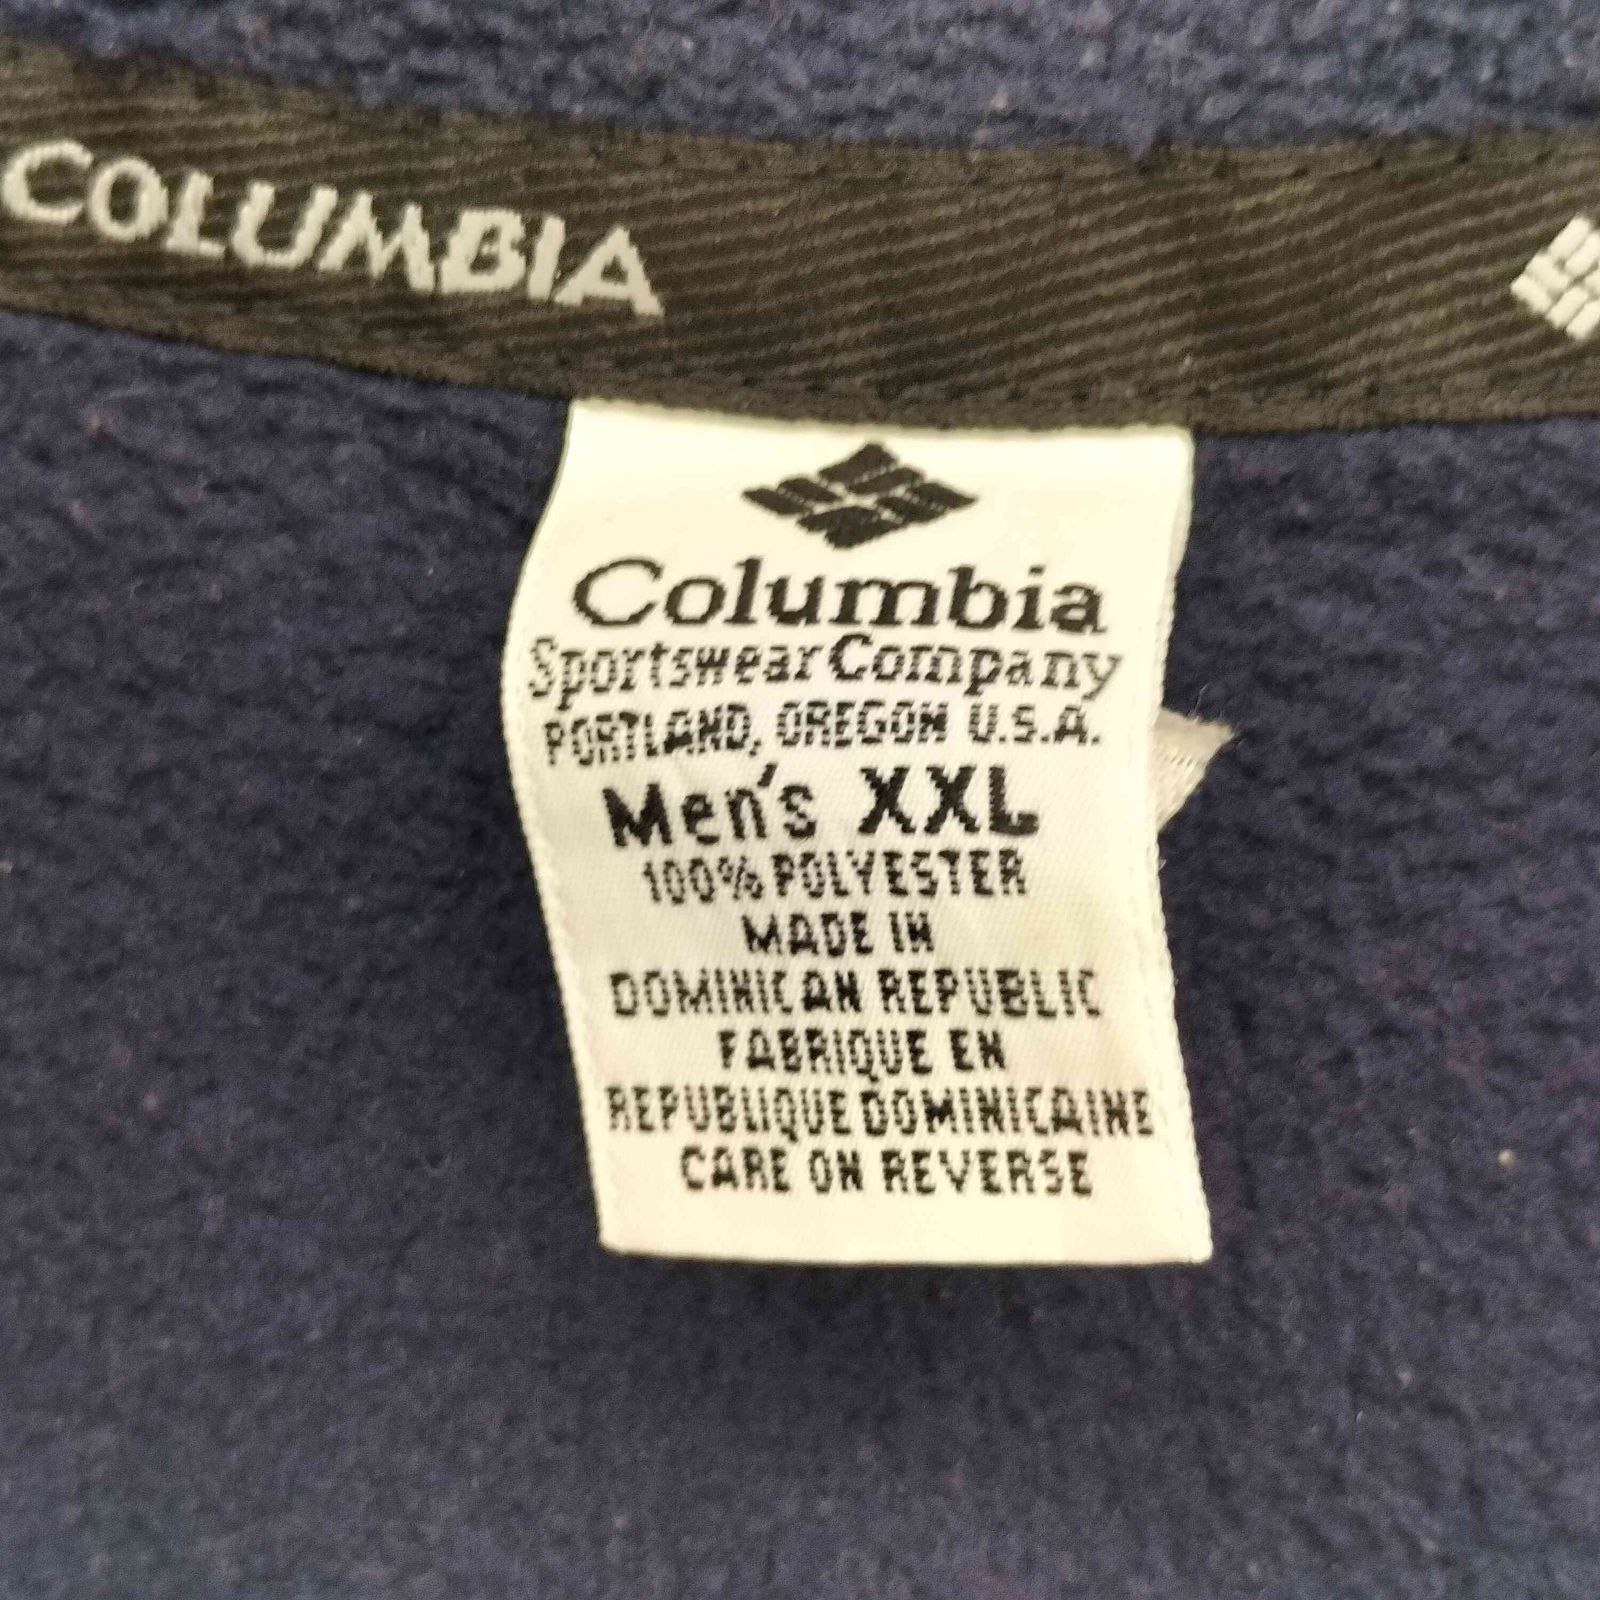 COLUMBIA
Columbia
Sportswear Company
PORTLAND, OREGON U.S.A.
Men's XXL
100% POLYESTER
MADE IN
DOMINICAN REPUBLIC
FABRIQUE EN
REPUBLIQUE DOMINICAINE
CARE ON REVERSE